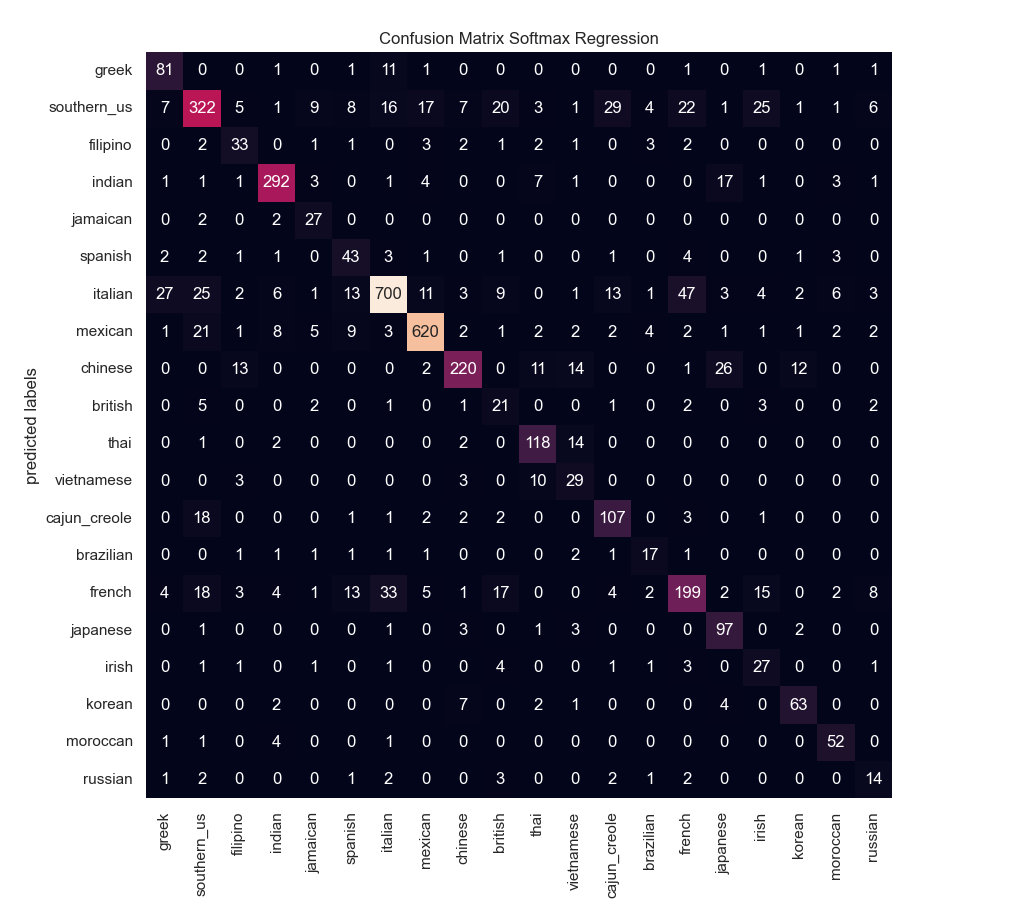 Confusion Matrix Softmax Regression
greek 81 0 0 1 0 1 11 1 0 0 0 0 0 0 1 0 1 0 1 1
southern_us 7 322 5 1 9 8 16 17 7 20 3 1 29 4 22 1 25 1 1 6
filipino 0 2 33 0 1 1 0 3 2 1 2 1 0 3 2 0 0 0 0 0
indian 1 1 1 292 3 0 1 4 0 0 7 1 0 0 0 17 1 0 3 1
jamaican 0 2 0 2 27 0 0 0 0 0 0 0 0 0 0 0 0 0 0 0
spanish 2 2 1 1 0 43 3 1 0 1 0 0 1 0 4 0 0 1 3 0
italian 27 25 2 6 1 13 700 11 3 9 0 1 13 1 47 3 4 2 6 3
mexican 1 21 1 8 5 9 3 620 2 1 2 2 2 4 2 1 1 1 2 2
chinese 0 0 13 0 0 0 0 2 220 0 11 14 0 0 1 26 0 12 0 0
british 0 5 0 0 2 0 1 0 1 21 0 0 1 0 2 0 3 0 0 2
thai 0 1 0 2 0 0 0 0 2 0 118 14 0 0 0 0 0 0 0 0
vietnamese 0 0 3 0 0 0 0 0 3 0 10 29 0 0 0 0 0 0 0 0
cajun_creole 0 18 0 0 0 1 1 2 2 2 0 0 107 0 3 0 1 0 0 0
brazilian 0 0 1 1 1 1 1 1 0 0 0 2 1 17 1 0 0 0 0 0
french 4 18 3 4 1 13 33 5 1 17 0 0 4 2 199 2 15 0 2 8
japanese 0 1 0 0 0 0 1 0 3 0 1 3 0 0 0 97 0 2 0 0
irish 0 1 1 0 1 0 1 0 0 4 0 0 1 1 3 0 27 0 0 1
korean 0 0 0 2 0 0 0 0 7 0 2 1 0 0 0 4 0 63 0 0
moroccan 1 1 0 4 0 0 1 0 0 0 0 0 0 0 0 0 0 0 52 0
russian 1 2 0 0 0 1 2 0 0 3 0 0 2 1 2 0 0 0 0 14
predicted labels
greek
southern_us
filipino
indian
jamaican
spanish
italian
mexican
chinese
british
thai
vietnamese
cajun_creole
brazilian
french
japanese
irish
korean
moroccan
russian